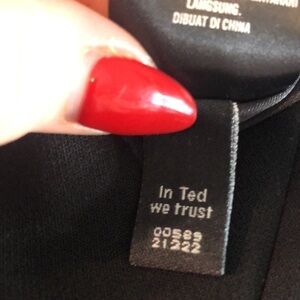 LANGSUNG.
DIBUAT DI CHINA
In Ted
we trust
00589
21222